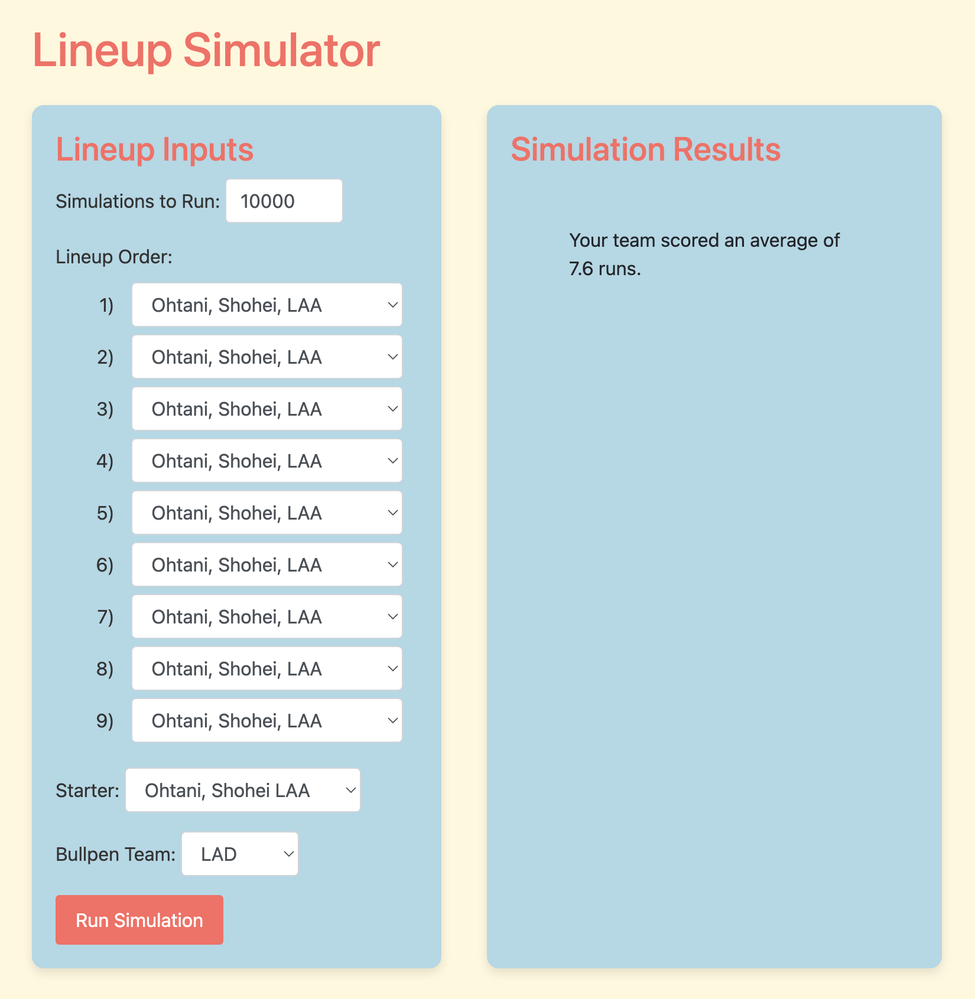 Lineup Simulator
Lineup Inputs
Simulations to Run: 10000
Lineup Order:
1) Ohtani, Shohei, LAA
2) Ohtani, Shohei, LAA
3) Ohtani, Shohei, LAA
4) Ohtani, Shohei, LAA
5) Ohtani, Shohei, LAA
6) Ohtani, Shohei, LAA
7) Ohtani, Shohei, LAA
8) Ohtani, Shohei, LAA
9) Ohtani, Shohei, LAA
Starter: Ohtani, Shohei LAA
Bullpen Team: LAD
Run Simulation
Simulation Results
Your team scored an average of
7.6 runs.